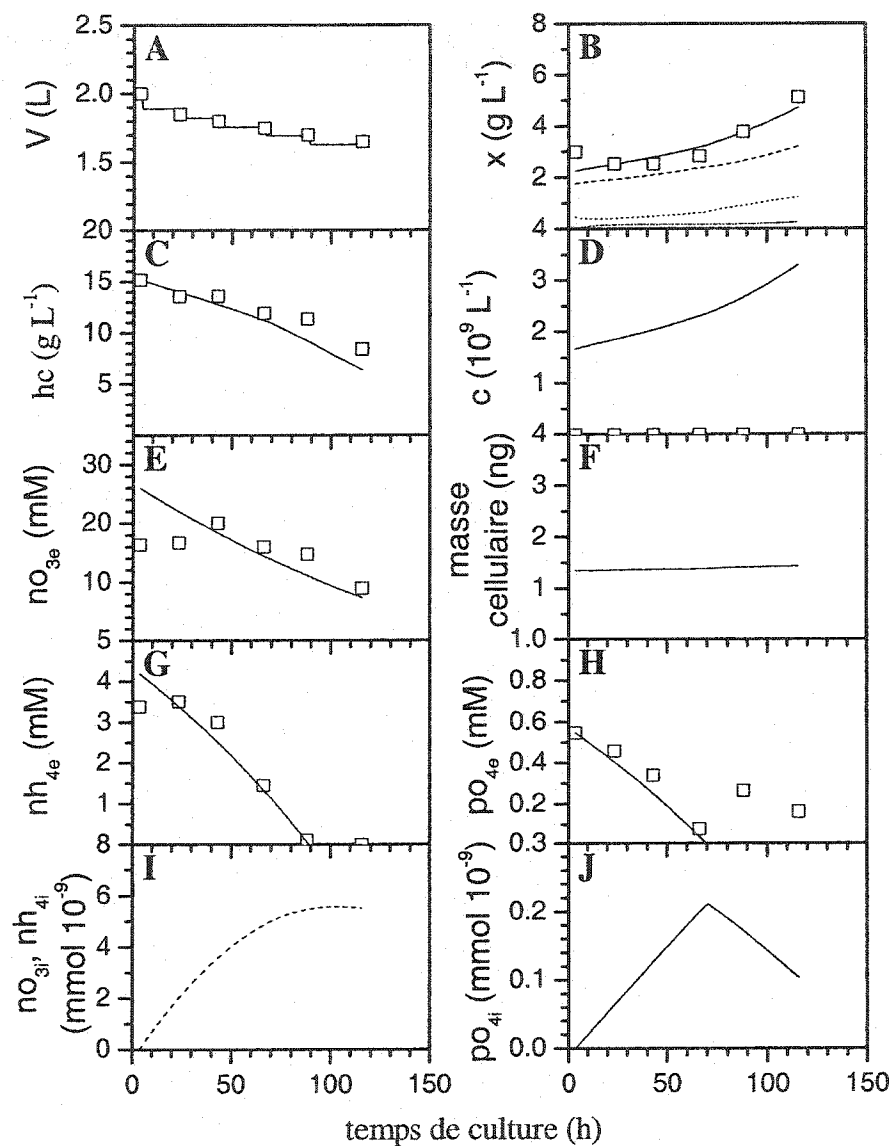 A
V (L)
2.5
2.0
1.5
20
B
x (g L⁻¹)
8
6
4
2
4
C
hc (g L⁻¹)
15
10
5
D
c (10⁹ L⁻¹)
3
2
1
4
E
no₃ₑ (mM)
30
20
10
5
F
masse
cellulaire (ng)
3
2
1
1.0
G
nh₄ₑ (mM)
4
3
2
1
8
H
po₄ₑ (mM)
0.8
0.6
0.4
0.2
0.3
I
no₃ᵢ, nh₄ᵢ
(mmol 10⁻⁹)
6
4
2
0
0 50 100 150
J
po₄ᵢ (mmol 10⁻⁹)
0.2
0.1
0.0
0 50 100 150
temps de culture (h)